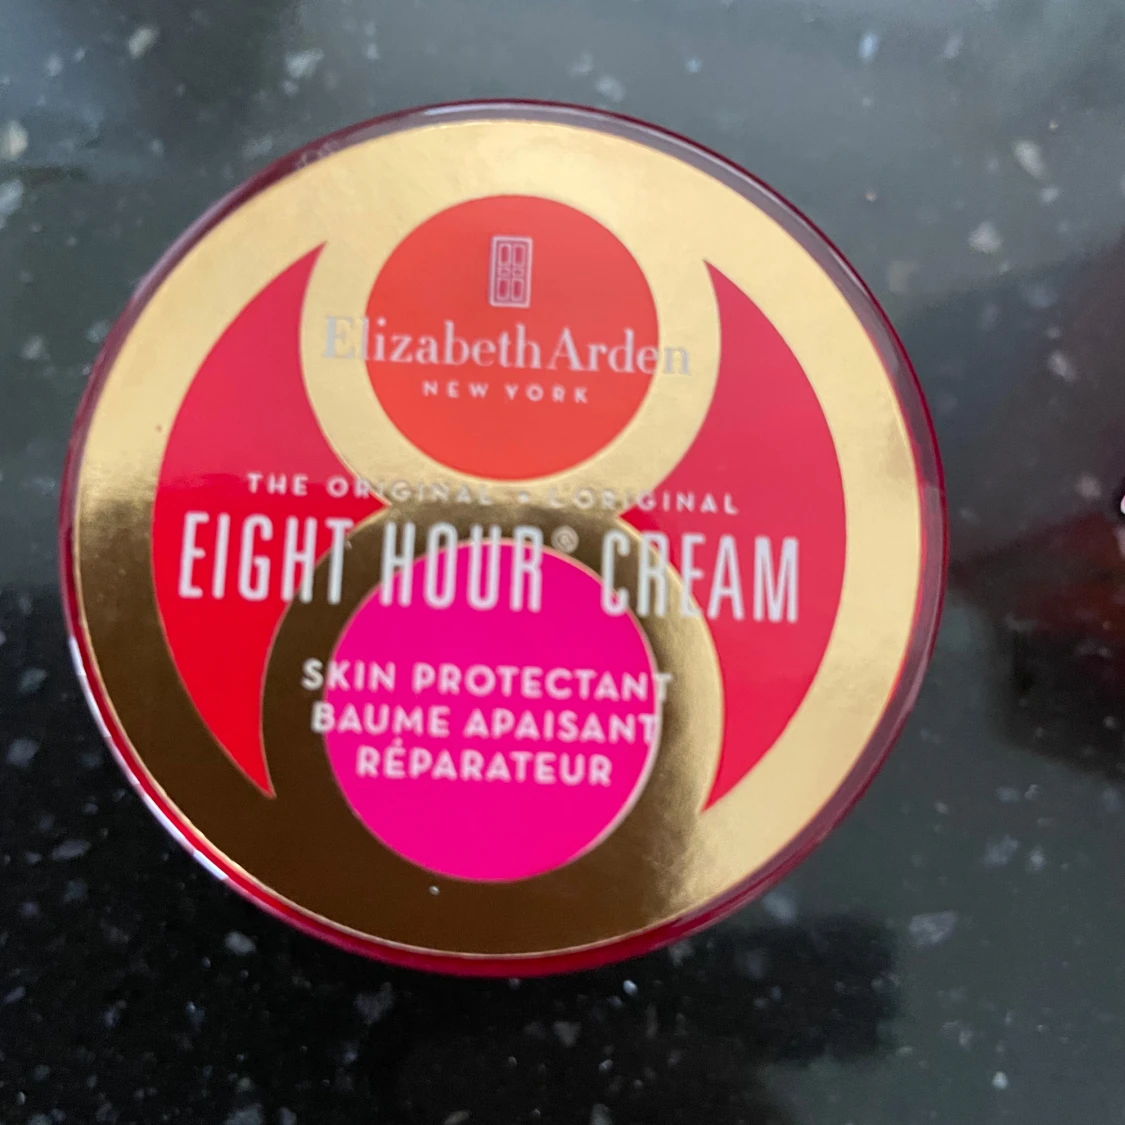 Elizabeth Arden
NEW YORK
THE ORIGINAL • L'ORIGINAL
EIGHT HOUR® CREAM
SKIN PROTECTANT
BAUME APAISANT
RÉPARATEUR